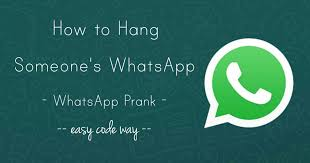 How to Hang
Someone's WhatsApp
- WhatsApp Prank -
-- easy code way --